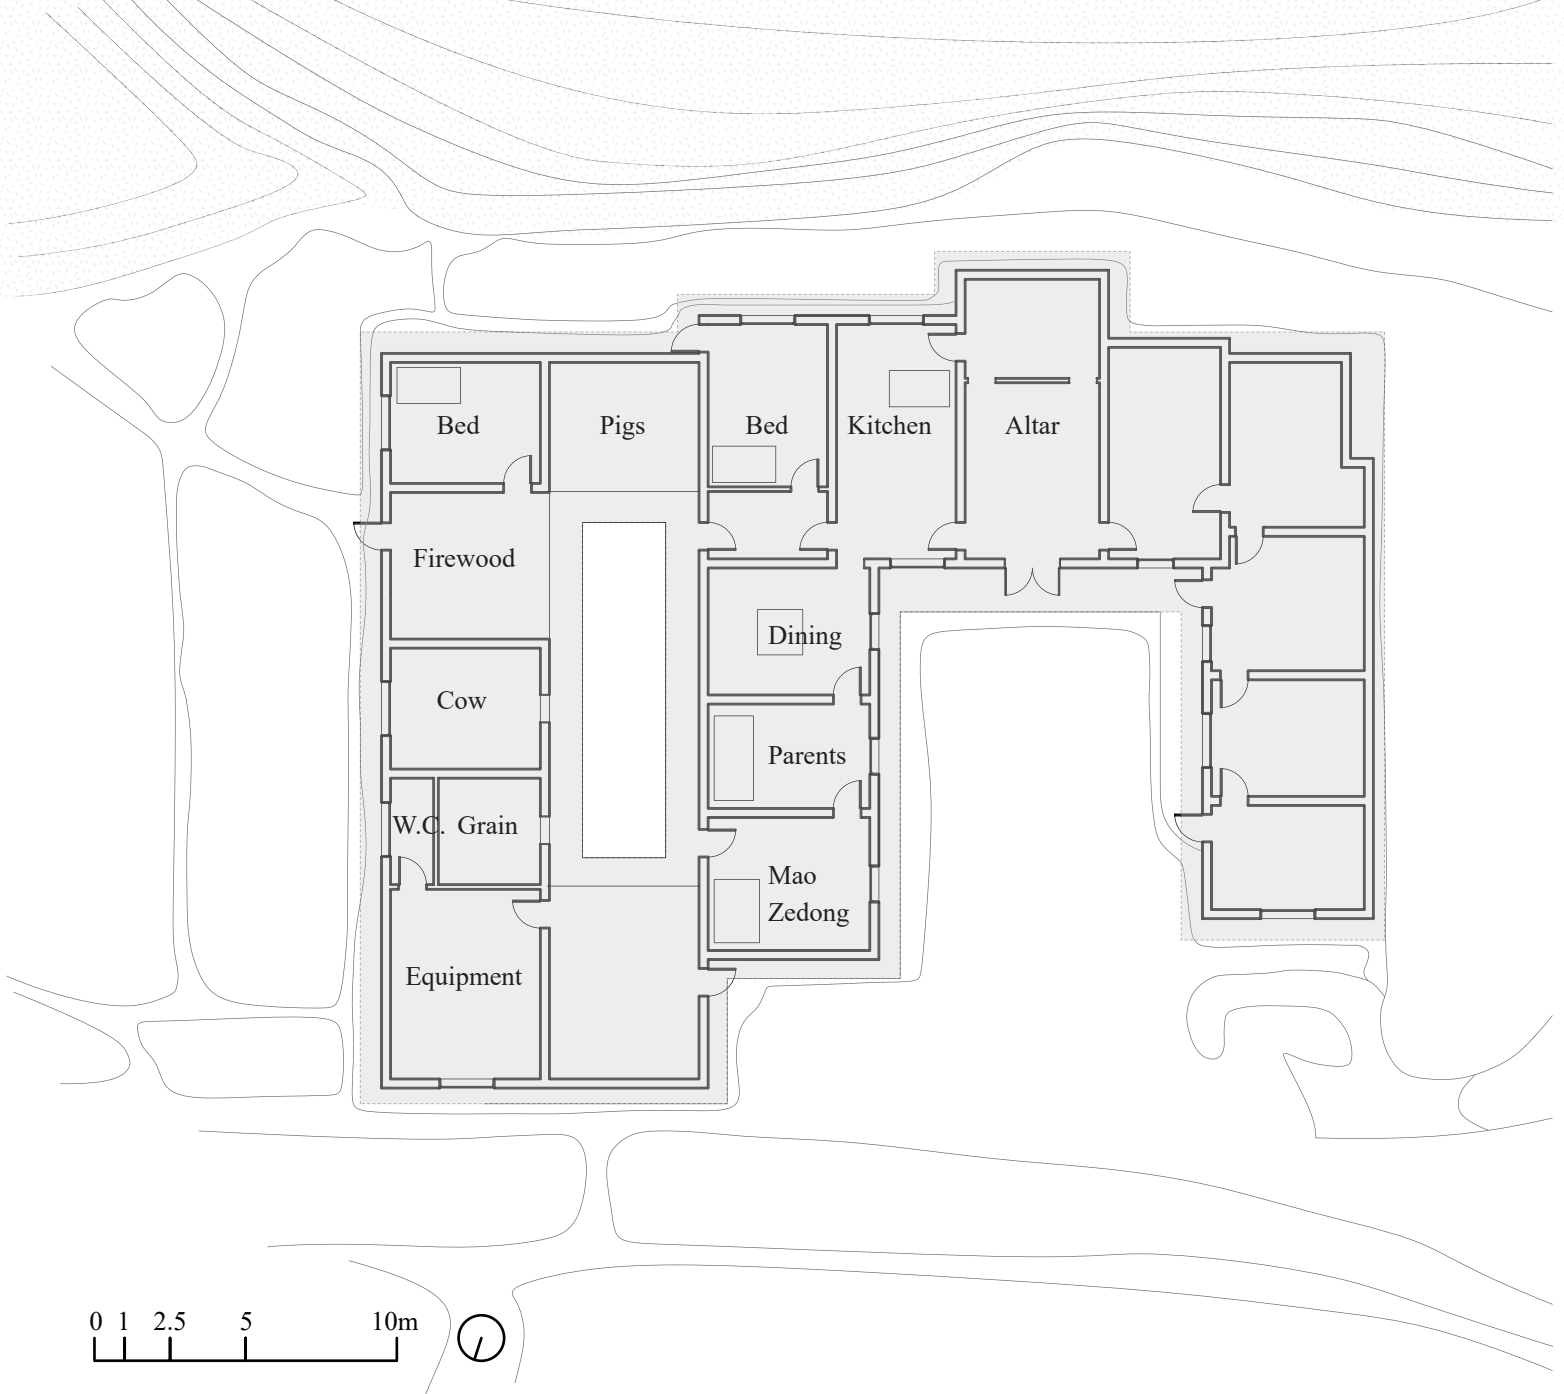 Bed
Pigs
Bed
Kitchen
Altar
Firewood
Dining
Cow
Parents
W.C.
Grain
Mao
Zedong
Equipment
0 1 2.5 5 10m